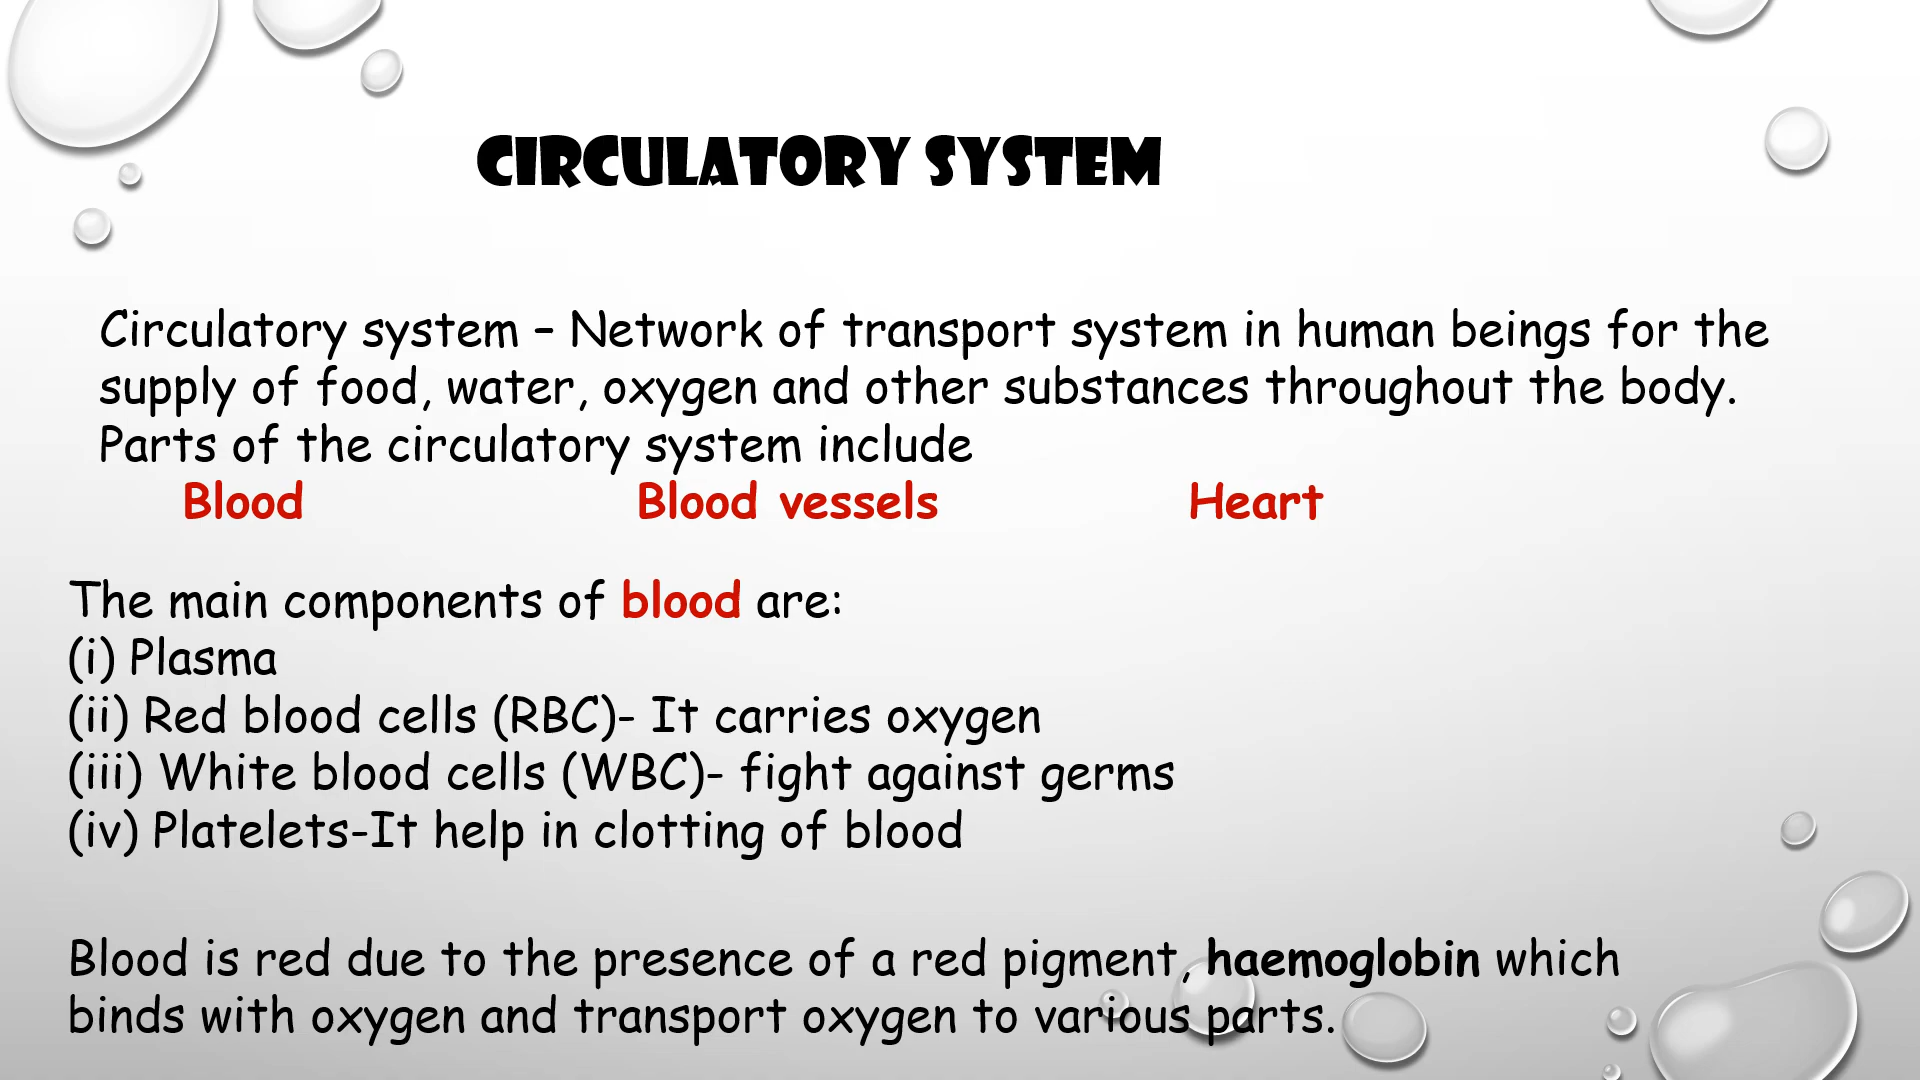 CIRCULATORY SYSTEM
Circulatory system – Network of transport system in human beings for the
supply of food, water, oxygen and other substances throughout the body.
Parts of the circulatory system include
Blood Blood vessels Heart
The main components of blood are:
(i) Plasma
(ii) Red blood cells (RBC)- It carries oxygen
(iii) White blood cells (WBC)- fight against germs
(iv) Platelets-It help in clotting of blood
Blood is red due to the presence of a red pigment, haemoglobin which
binds with oxygen and transport oxygen to various parts.